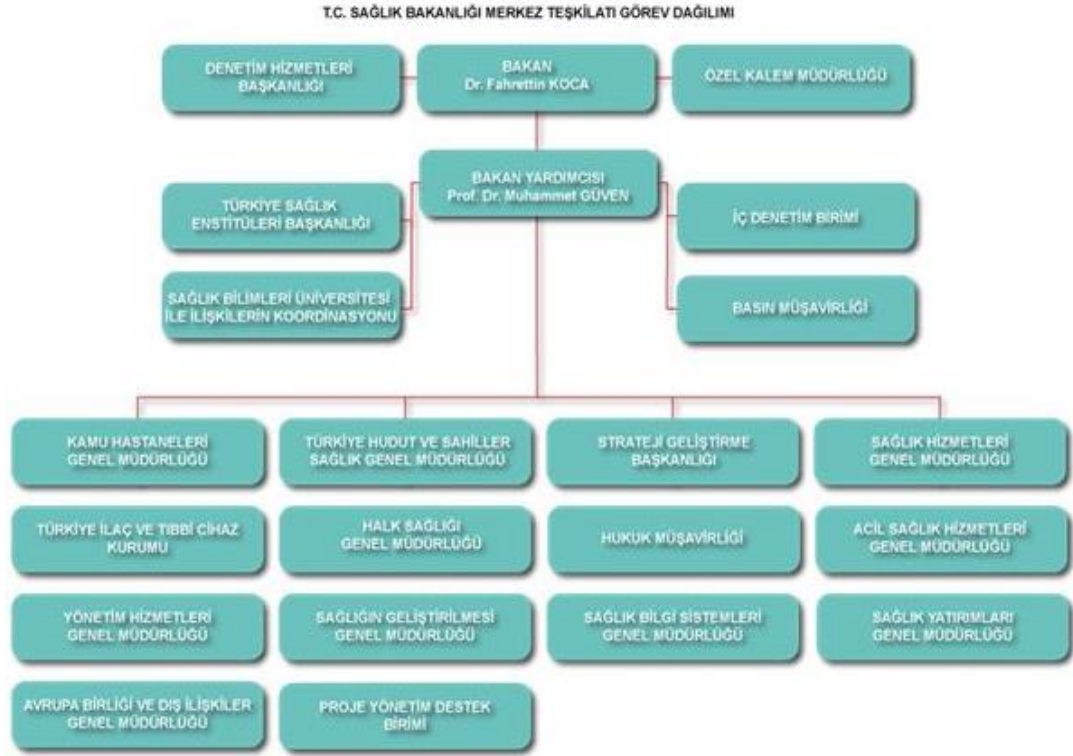 T.C. SAĞLIK BAKANLIĞI MERKEZ TEŞKİLATI GÖREV DAĞILIMI
DENETİM HİZMETLERİ
BAŞKANLIĞI
BAKAN
Dr. Fahrettin KOCA
ÖZEL KALEM MÜDÜRLÜĞÜ
BAKAN YARDIMCISI
Prof. Dr. Muhammet GÜVEN
TÜRKİYE SAĞLIK
ENSTİTÜLERİ BAŞKANLIĞI
İÇ DENETİM BİRİMİ
SAĞLIK BİLİMLERİ ÜNİVERSİTESİ
İLE İLİŞKİLERİN KOORDİNASYONU
BASIN MÜŞAVİRLİĞİ
KAMU HASTANELERİ
GENEL MÜDÜRLÜĞÜ
TÜRKİYE HUDUT VE SAHİLLER
SAĞLIK GENEL MÜDÜRLÜĞÜ
STRATEJİ GELİŞTİRME
BAŞKANLIĞI
SAĞLIK HİZMETLERİ
GENEL MÜDÜRLÜĞÜ
TÜRKİYE İLAÇ VE TIBBİ CİHAZ
KURUMU
HALK SAĞLIĞI
GENEL MÜDÜRLÜĞÜ
HUKUK MÜŞAVİRLİĞİ
ACİL SAĞLIK HİZMETLERİ
GENEL MÜDÜRLÜĞÜ
YÖNETİM HİZMETLERİ
GENEL MÜDÜRLÜĞÜ
SAĞLIĞIN GELİŞTİRİLMESİ
GENEL MÜDÜRLÜĞÜ
SAĞLIK BİLGİ SİSTEMLERİ
GENEL MÜDÜRLÜĞÜ
SAĞLIK YATIRIMLARI
GENEL MÜDÜRLÜĞÜ
AVRUPA BİRLİĞİ VE DIŞ İLİŞKİLER
GENEL MÜDÜRLÜĞÜ
PROJE YÖNETİM DESTEK
BİRİMİ